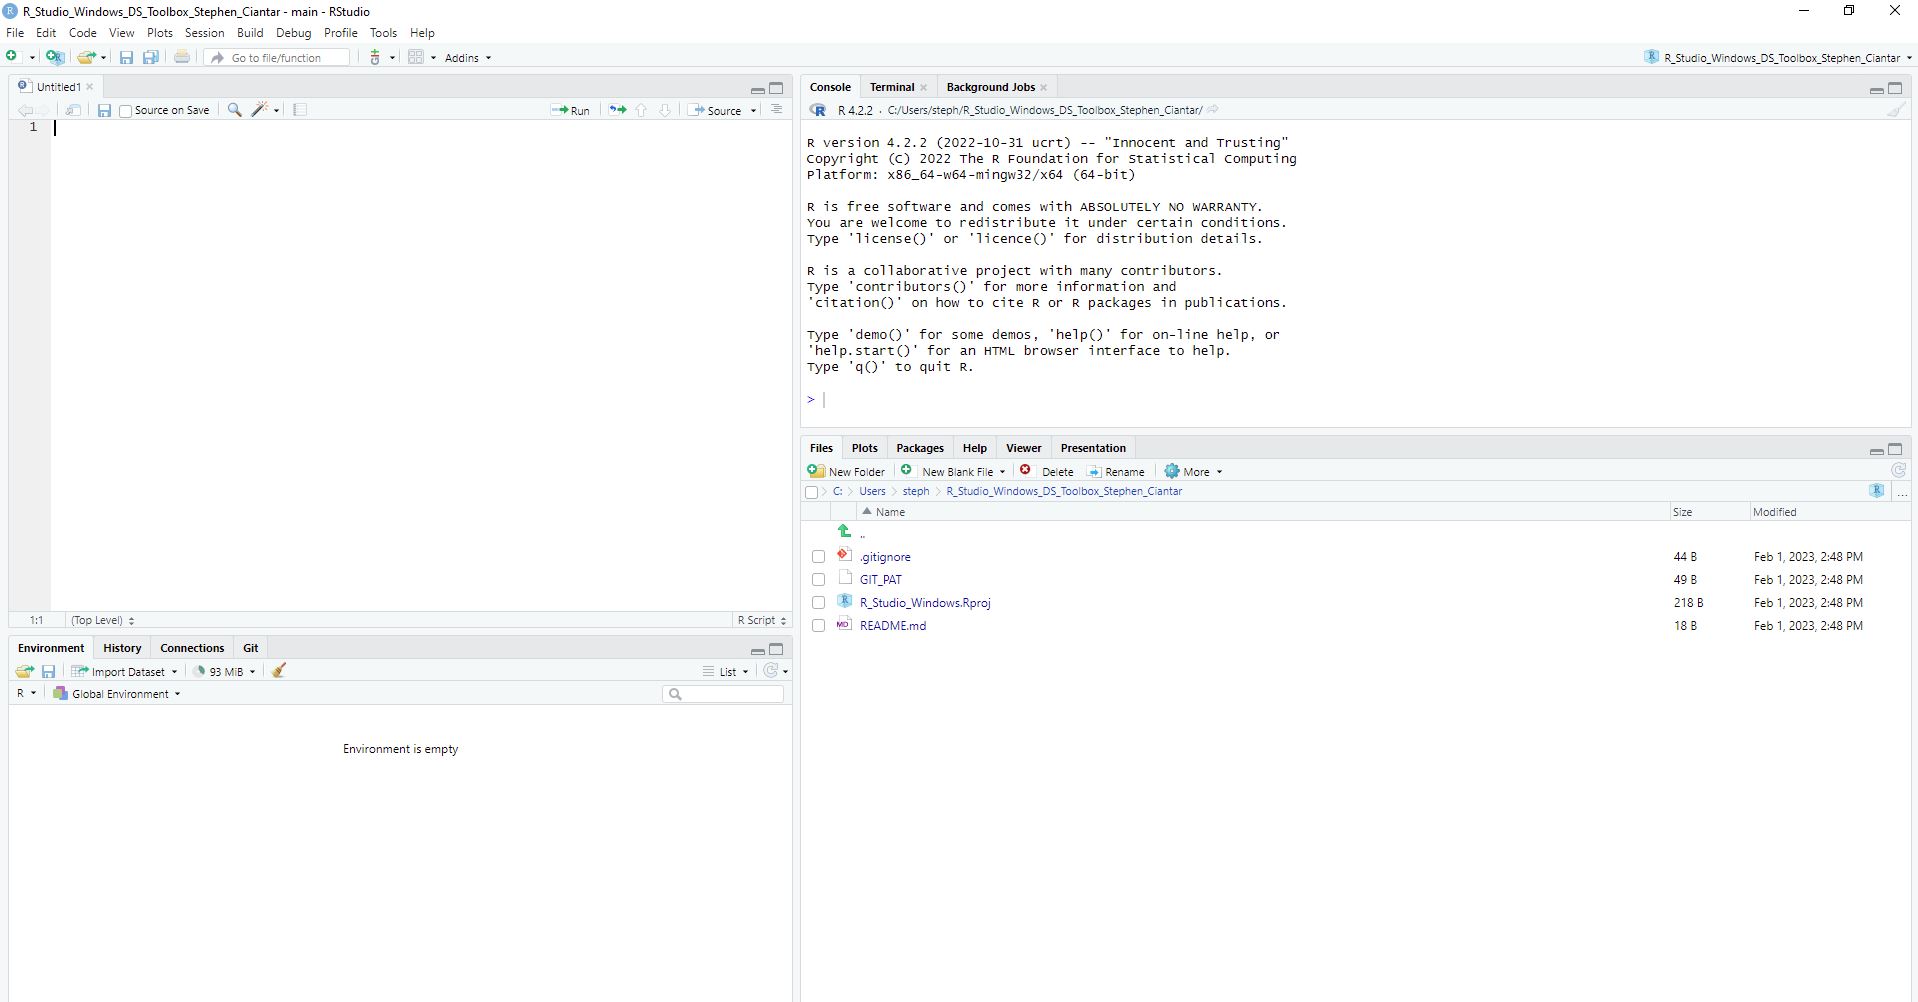 R_Studio_Windows_DS_Toolbox_Stephen_Ciantar - main - RStudio
File Edit Code View Plots Session Build Debug Profile Tools Help
Go to file/function Addins R_Studio_Windows_DS_Toolbox_Stephen_Ciantar
Untitled1
Source on Save Run Source
1
1:1 (Top Level) R Script
Console Terminal Background Jobs
R 4.2.2 · C:/Users/steph/R_Studio_Windows_DS_Toolbox_Stephen_Ciantar/
R version 4.2.2 (2022-10-31 ucrt) -- "Innocent and Trusting"
Copyright (C) 2022 The R Foundation for Statistical Computing
Platform: x86_64-w64-mingw32/x64 (64-bit)
R is free software and comes with ABSOLUTELY NO WARRANTY.
You are welcome to redistribute it under certain conditions.
Type 'license()' or 'licence()' for distribution details.
R is a collaborative project with many contributors.
Type 'contributors()' for more information and
'citation()' on how to cite R or R packages in publications.
Type 'demo()' for some demos, 'help()' for on-line help, or
'help.start()' for an HTML browser interface to help.
Type 'q()' to quit R.
>
Environment History Connections Git
Import Dataset 93 MiB List
R Global Environment
Environment is empty
Files Plots Packages Help Viewer Presentation
New Folder New Blank File Delete Rename More
C: Users steph R_Studio_Windows_DS_Toolbox_Stephen_Ciantar ...
Name Size Modified
..
.gitignore 44 B Feb 1, 2023, 2:48 PM
GIT_PAT 49 B Feb 1, 2023, 2:48 PM
R_Studio_Windows.Rproj 218 B Feb 1, 2023, 2:48 PM
README.md 18 B Feb 1, 2023, 2:48 PM